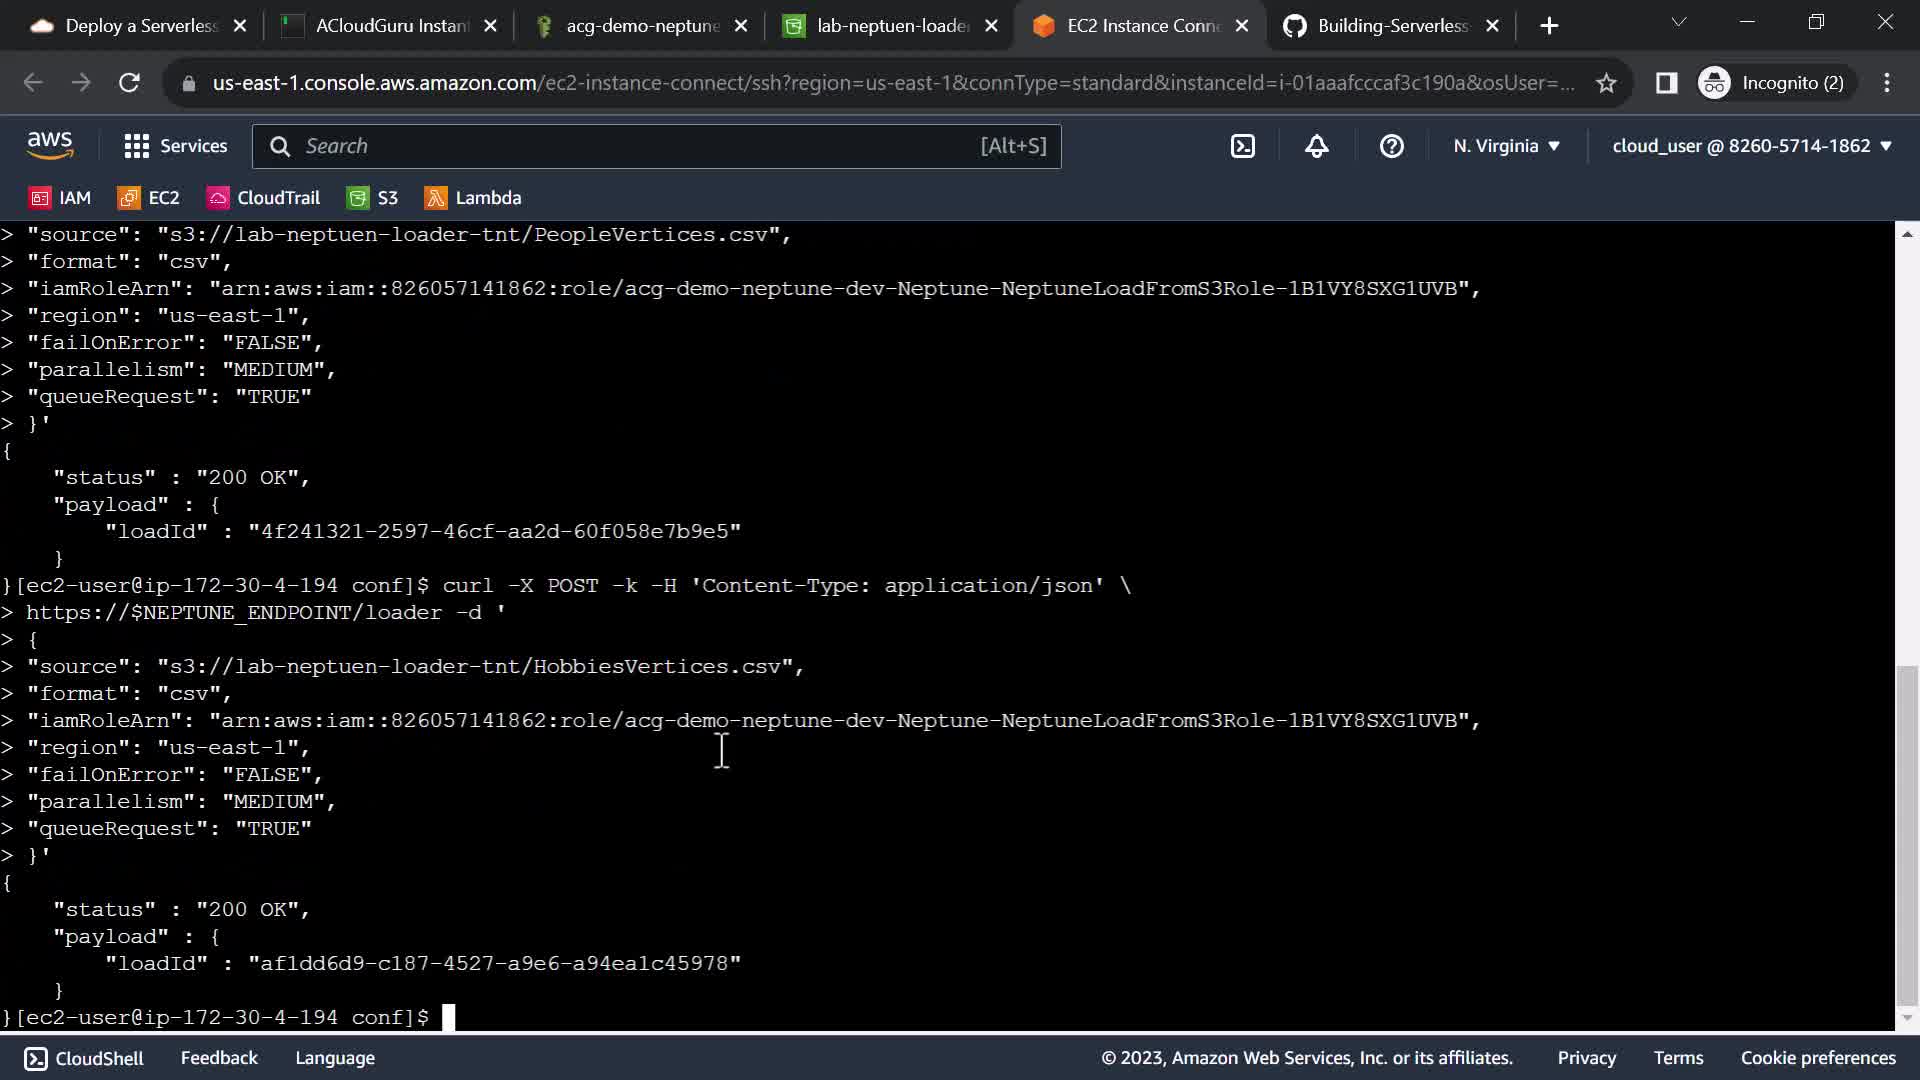 Deploy a Serverless
ACloudGuru Instan
acg-demo-neptune
lab-neptuen-loade
EC2 Instance Conne
Building-Serverless
us-east-1.console.aws.amazon.com/ec2-instance-connect/ssh?region=us-east-1&connType=standard&instanceId=i-01aaafcccaf3c190a&osUser=...
Incognito (2)
aws
Services
Search
[Alt+S]
N. Virginia ▼
cloud_user @ 8260-5714-1862 ▼
IAM
EC2
CloudTrail
S3
Lambda
> "source": "s3://lab-neptuen-loader-tnt/PeopleVertices.csv",
> "format": "csv",
> "iamRoleArn": "arn:aws:iam::826057141862:role/acg-demo-neptune-dev-Neptune-NeptuneLoadFromS3Role-1B1VY8SXG1UVB",
> "region": "us-east-1",
> "failOnError": "FALSE",
> "parallelism": "MEDIUM",
> "queueRequest": "TRUE"
> }'
{
"status" : "200 OK",
"payload" : {
"loadId" : "4f241321-2597-46cf-aa2d-60f058e7b9e5"
}
}[ec2-user@ip-172-30-4-194 conf]$ curl -X POST -k -H 'Content-Type: application/json' \
> https://$NEPTUNE_ENDPOINT/loader -d '
> {
> "source": "s3://lab-neptuen-loader-tnt/HobbiesVertices.csv",
> "format": "csv",
> "iamRoleArn": "arn:aws:iam::826057141862:role/acg-demo-neptune-dev-Neptune-NeptuneLoadFromS3Role-1B1VY8SXG1UVB",
> "region": "us-east-1",
> "failOnError": "FALSE",
> "parallelism": "MEDIUM",
> "queueRequest": "TRUE"
> }'
{
"status" : "200 OK",
"payload" : {
"loadId" : "af1dd6d9-c187-4527-a9e6-a94ea1c45978"
}
}[ec2-user@ip-172-30-4-194 conf]$
CloudShell
Feedback
Language
© 2023, Amazon Web Services, Inc. or its affiliates.
Privacy
Terms
Cookie preferences